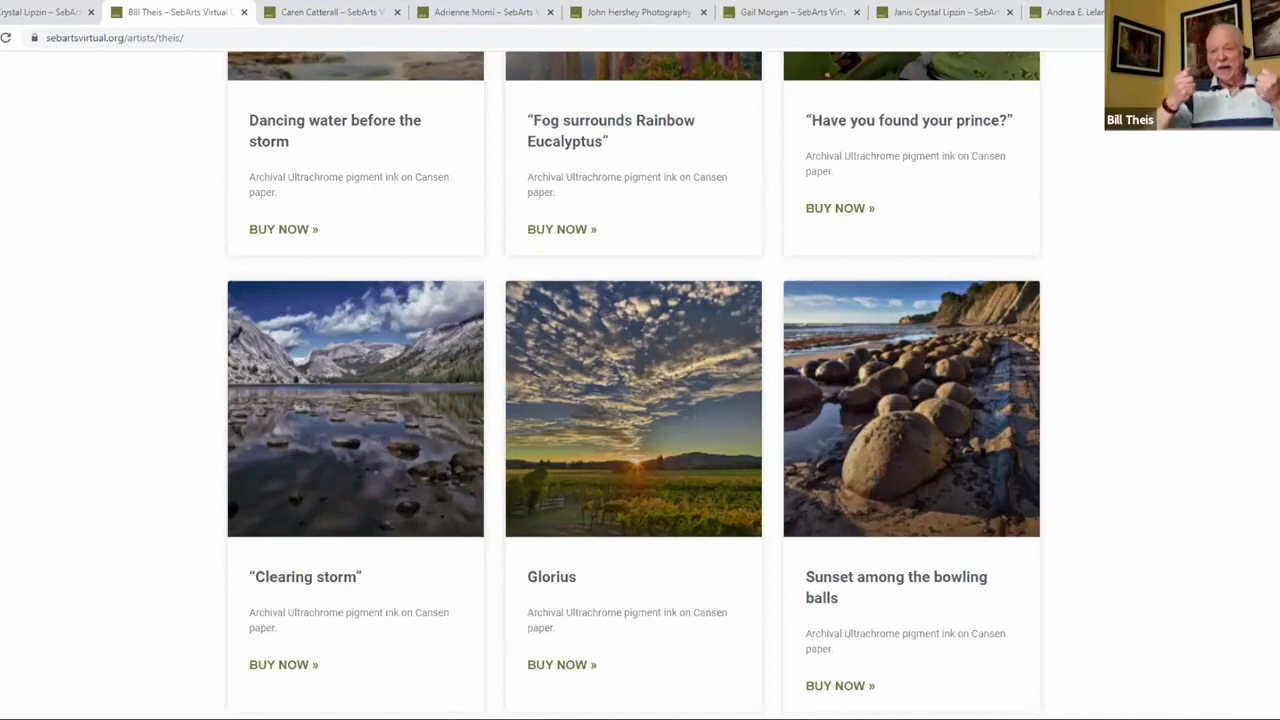 Crystal Lipzin – SebArts
Bill Theis – SebArts Virtual
Caren Catterall – SebArts V
Adrienne Momi – SebArts V
John Hershey Photography
Gail Morgan – SebArts Virtu
Janis Crystal Lipzin – SebArt
Andrea E. Lelan
sebartsvirtual.org/artists/theis/
Bill Theis
Dancing water before the
storm
Archival Ultrachrome pigment ink on Cansen
paper.
BUY NOW »
“Fog surrounds Rainbow
Eucalyptus”
Archival Ultrachrome pigment ink on Cansen
paper.
BUY NOW »
“Have you found your prince?”
Archival Ultrachrome pigment ink on Cansen
paper.
BUY NOW »
“Clearing storm”
Archival Ultrachrome pigment ink on Cansen
paper.
BUY NOW »
Glorius
Archival Ultrachrome pigment ink on Cansen
paper.
BUY NOW »
Sunset among the bowling
balls
Archival Ultrachrome pigment ink on Cansen
paper.
BUY NOW »